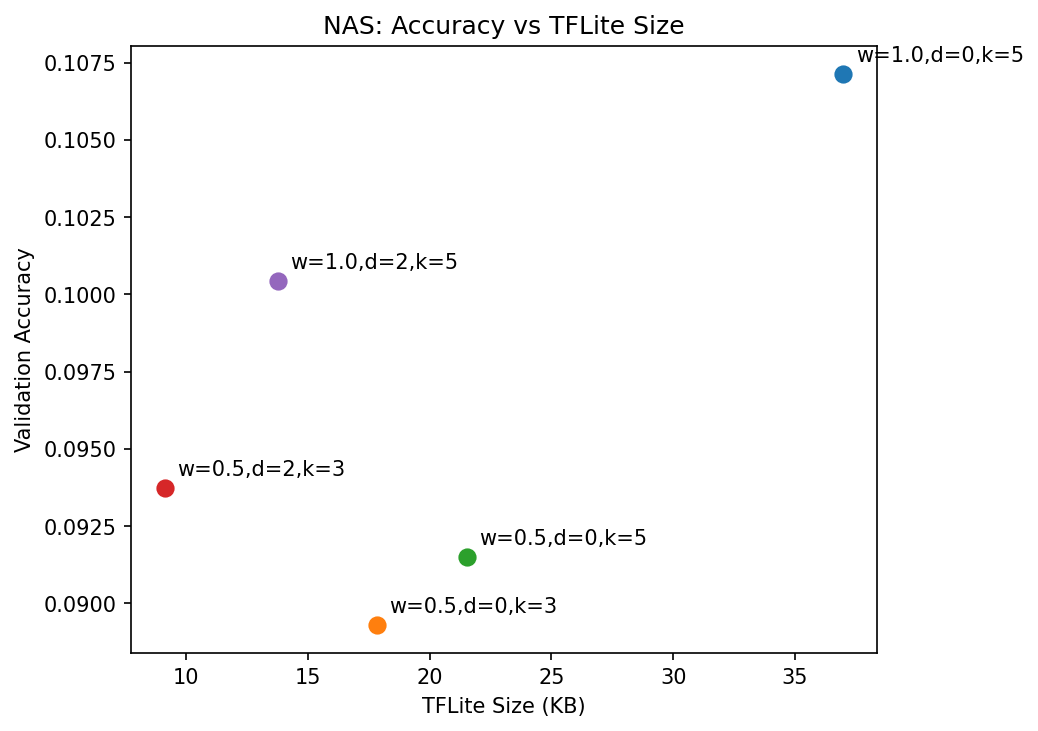 NAS: Accuracy vs TFLite Size
0.1075
0.1050
0.1025
0.1000
0.0975
0.0950
0.0925
0.0900
Validation Accuracy
w=1.0,d=0,k=5
w=1.0,d=2,k=5
w=0.5,d=2,k=3
w=0.5,d=0,k=5
w=0.5,d=0,k=3
10 15 20 25 30 35
TFLite Size (KB)